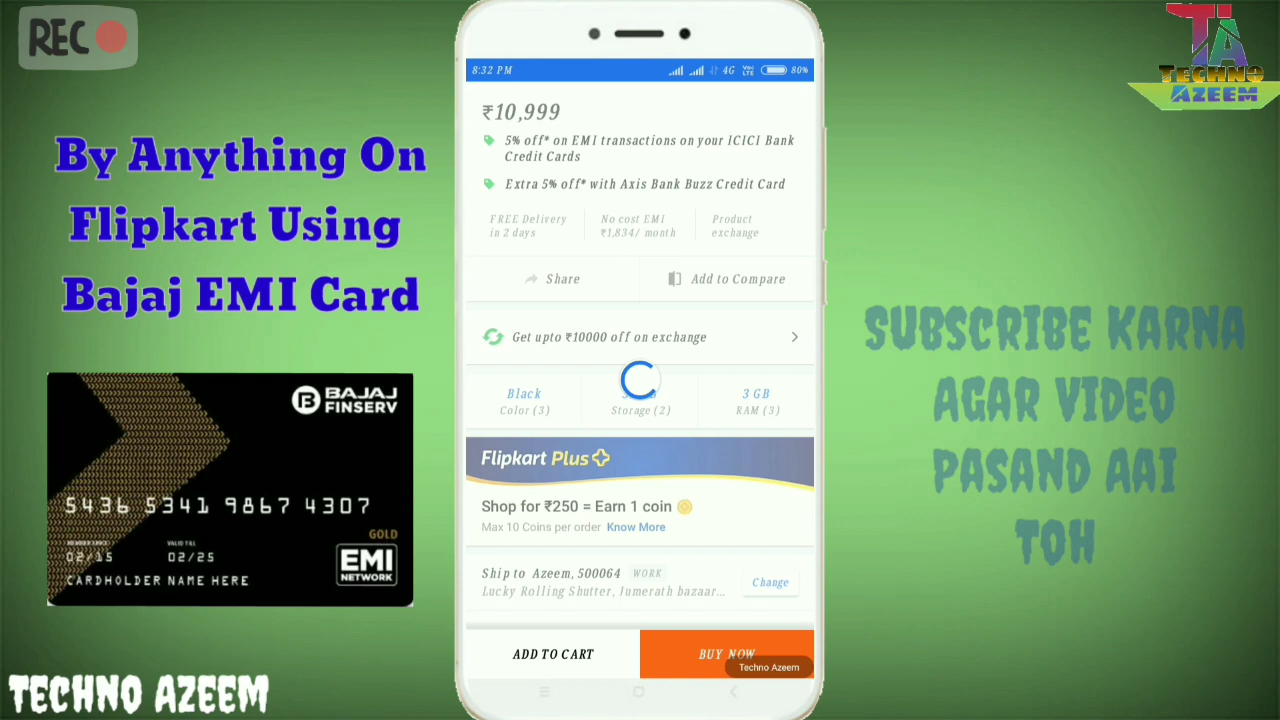 REC
TA
TECHNO
AZEEM
By Anything On
Flipkart Using
Bajaj EMI Card
BAJAJ
FINSERV
5436 5341 9867 4307
GOLD
VALID TILL
02/15 02/25
EMI
NETWORK
CARDHOLDER NAME HERE
TECHNO AZEEM
8:32 PM 4G VoLTE 80%
₹10,999
5% off* on EMI transactions on your ICICI Bank
Credit Cards
Extra 5% off* with Axis Bank Buzz Credit Card
FREE Delivery No cost EMI Product
in 2 days ₹1,834/ month exchange
Share Add to Compare
Get upto ₹10000 off on exchange
Black 3 GB
Color (3) Storage (2) RAM (3)
Flipkart Plus
Shop for ₹250 = Earn 1 coin
Max 10 Coins per order Know More
Ship to Azeem, 500064 WORK
Change
Lucky Rolling Shutter, Jumerath bazaar...
ADD TO CART BUY NOW
Techno Azeem
SUBSCRIBE KARNA
AGAR VIDEO
PASAND AAI
TOH